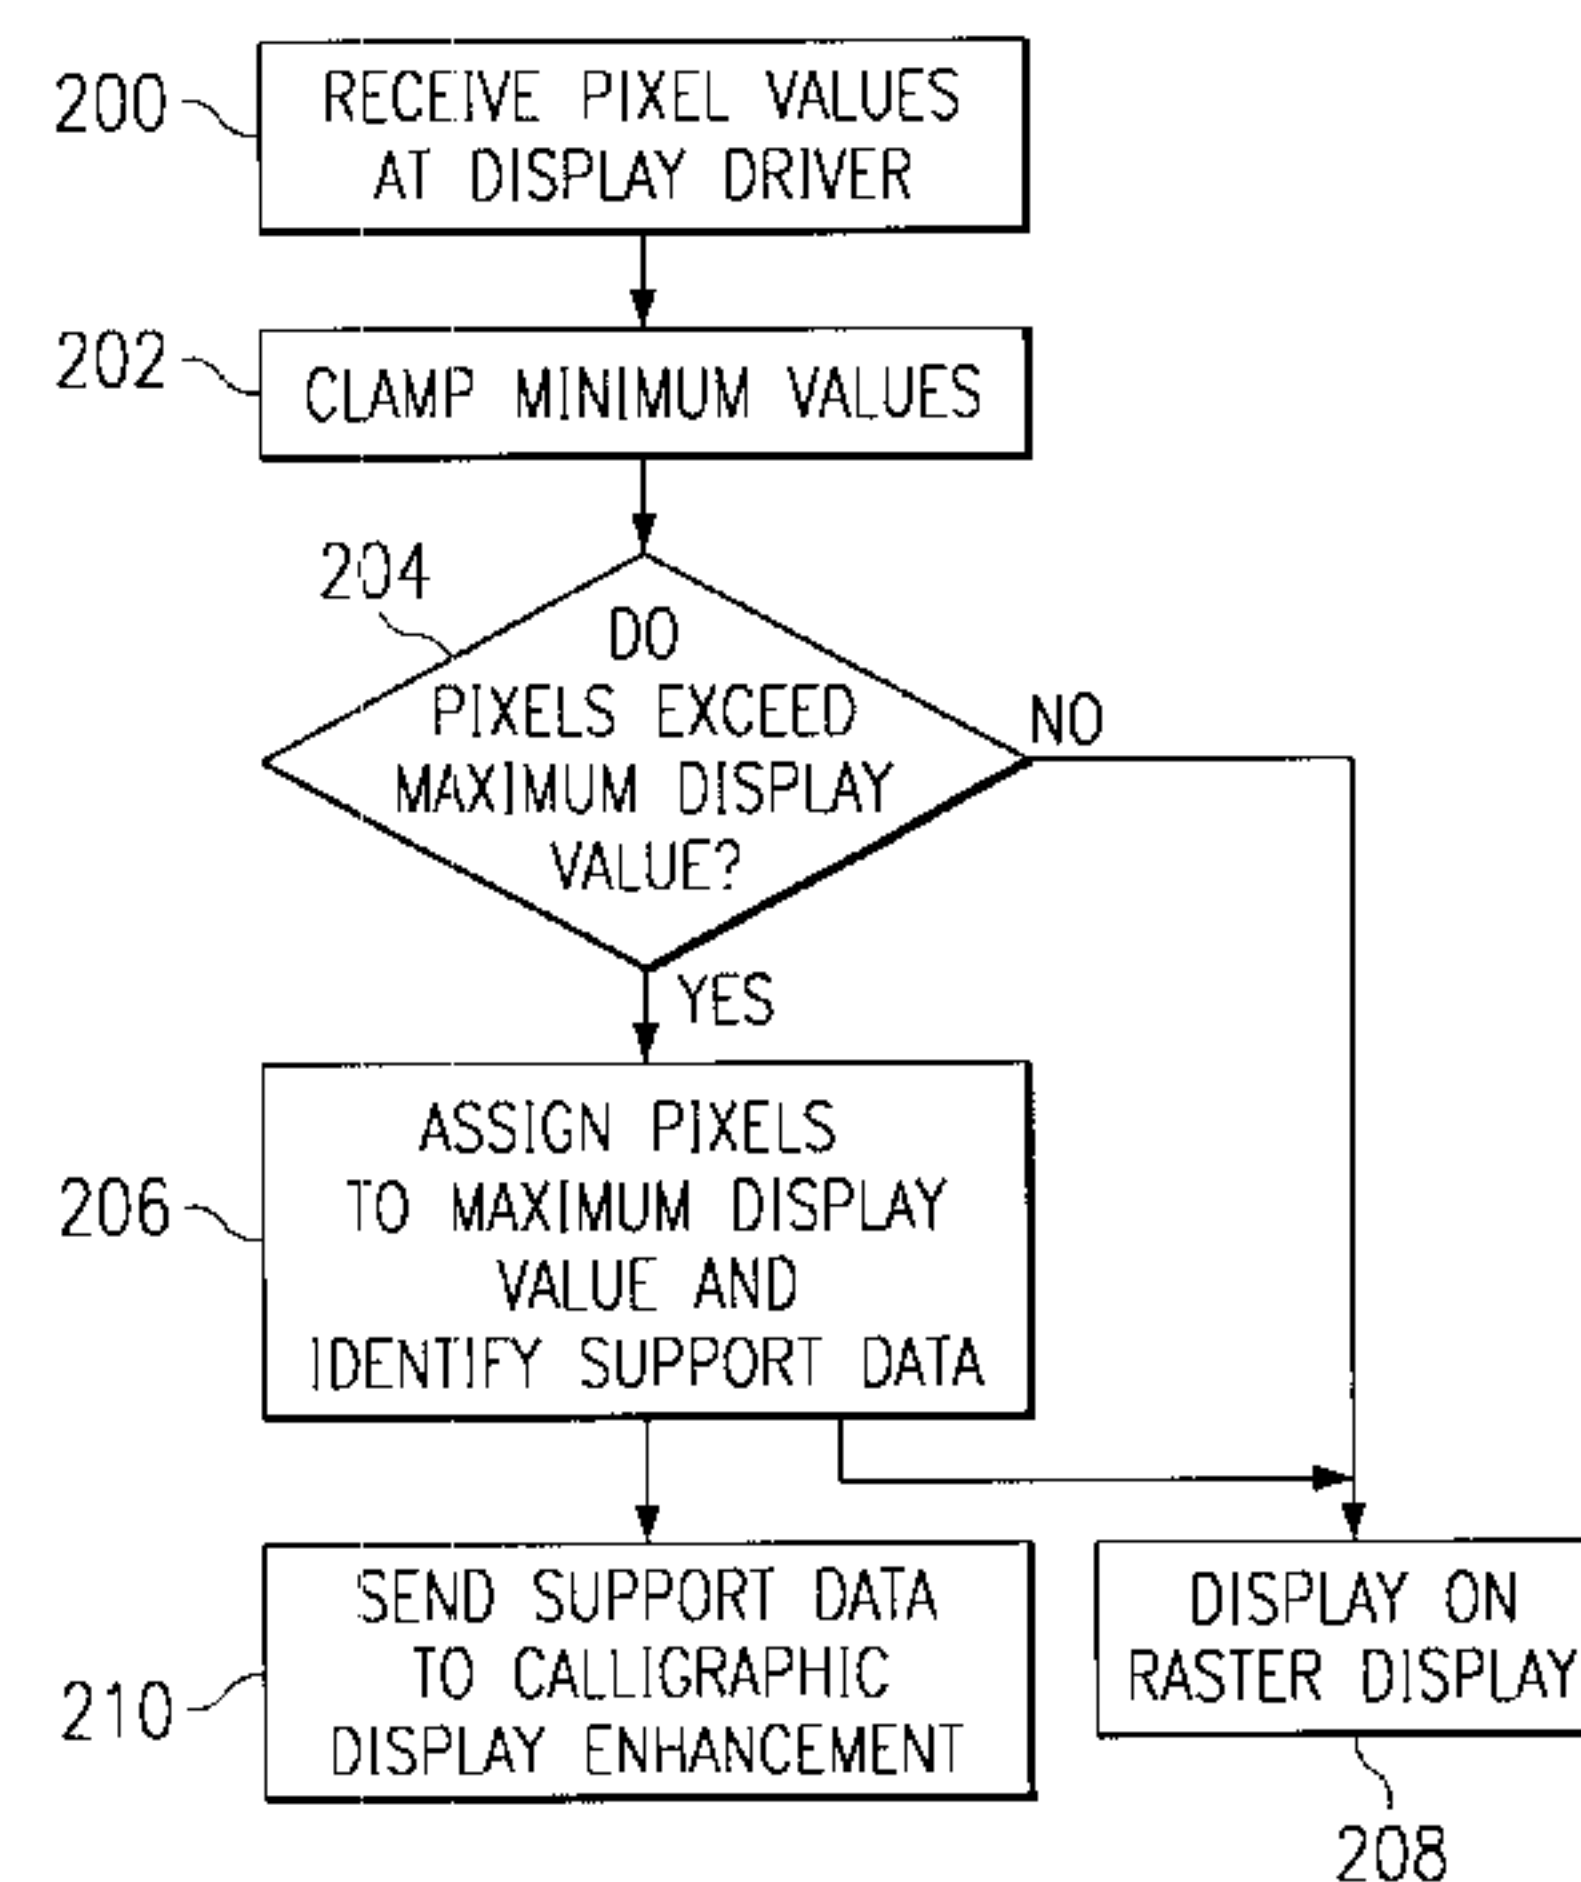 200
RECEIVE PIXEL VALUES
AT DISPLAY DRIVER
202
CLAMP MINIMUM VALUES
204
DO
PIXELS EXCEED
MAXIMUM DISPLAY
VALUE?
NO
YES
206
ASSIGN PIXELS
TO MAXIMUM DISPLAY
VALUE AND
IDENTIFY SUPPORT DATA
210
SEND SUPPORT DATA
TO CALLIGRAPHIC
DISPLAY ENHANCEMENT
DISPLAY ON
RASTER DISPLAY
208